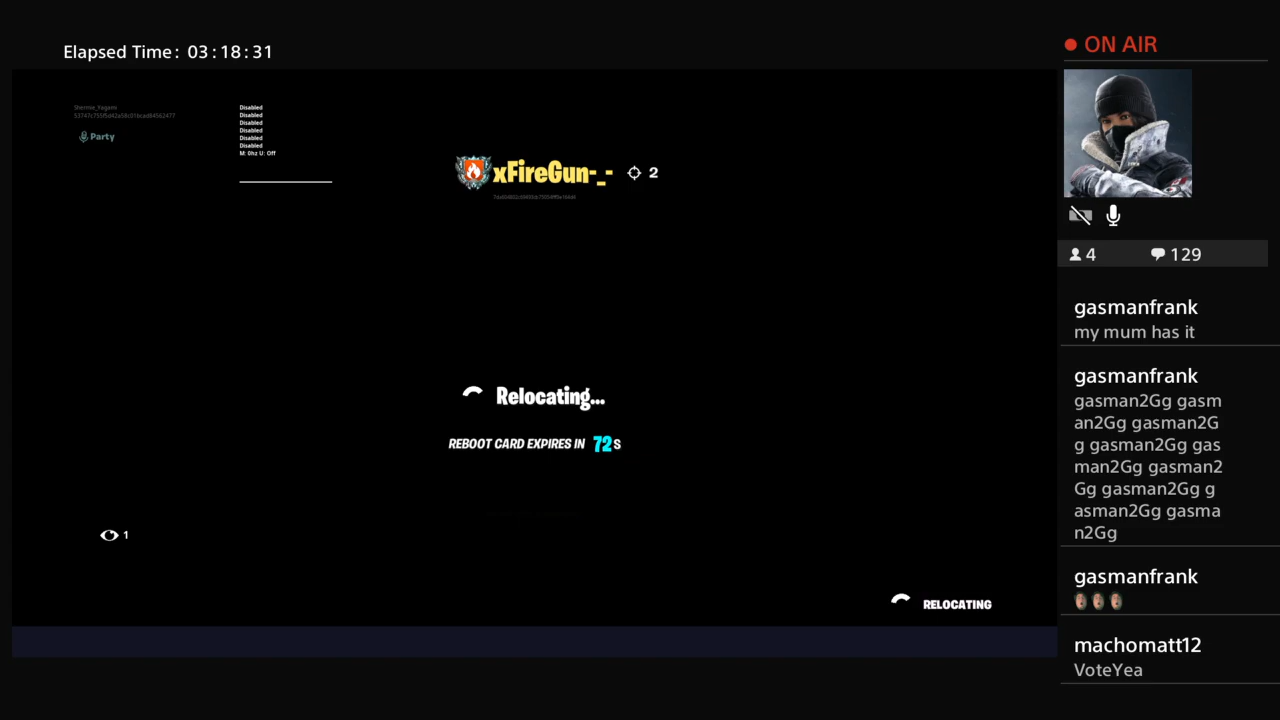 Elapsed Time: 03:18:31
ON AIR
Shermie_Yagami
Party
Disabled
Disabled
Disabled
Disabled
Disabled
Disabled
M: 0hz U: Off
xFireGun-_- 2
Relocating...
REBOOT CARD EXPIRES IN 72s
1
RELOCATING
4 129
gasmanfrank
my mum has it
gasmanfrank
gasman2Gg gasm
an2Gg gasman2G
g gasman2Gg gas
man2Gg gasman2
Gg gasman2Gg g
asman2Gg gasma
n2Gg
gasmanfrank
machomatt12
VoteYea